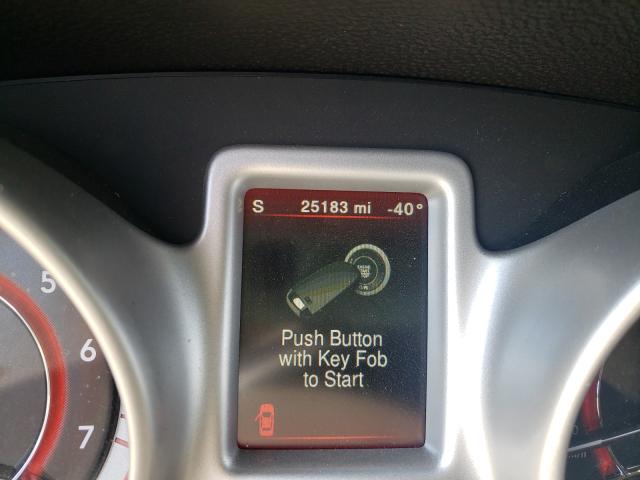 S 25183 mi -40°
Push Button
with Key Fob
to Start
5
6
7